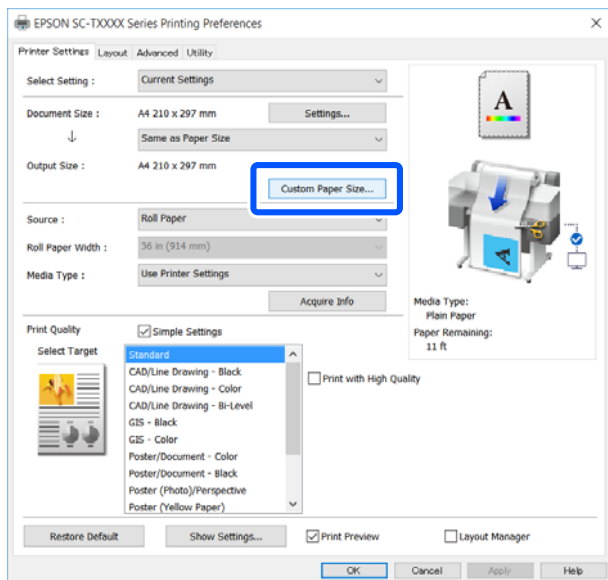 EPSON SC-TXXXX Series Printing Preferences
Printer Settings Layout Advanced Utility
Select Setting : Current Settings
Document Size : A4 210 x 297 mm Settings...
Same as Paper Size
Output Size : A4 210 x 297 mm
Custom Paper Size...
Source : Roll Paper
Roll Paper Width : 36 in (914 mm)
Media Type : Use Printer Settings
Acquire Info
A
Media Type:
Plain Paper
Paper Remaining:
11 ft
Print Quality Simple Settings
Select Target
Standard
CAD/Line Drawing - Black
CAD/Line Drawing - Color
CAD/Line Drawing - Bi-Level
GIS - Black
GIS - Color
Poster/Document - Color
Poster/Document - Black
Poster (Photo)/Perspective
Poster (Yellow Paper)
Print with High Quality
Restore Default Show Settings... Print Preview Layout Manager
OK Cancel Apply Help